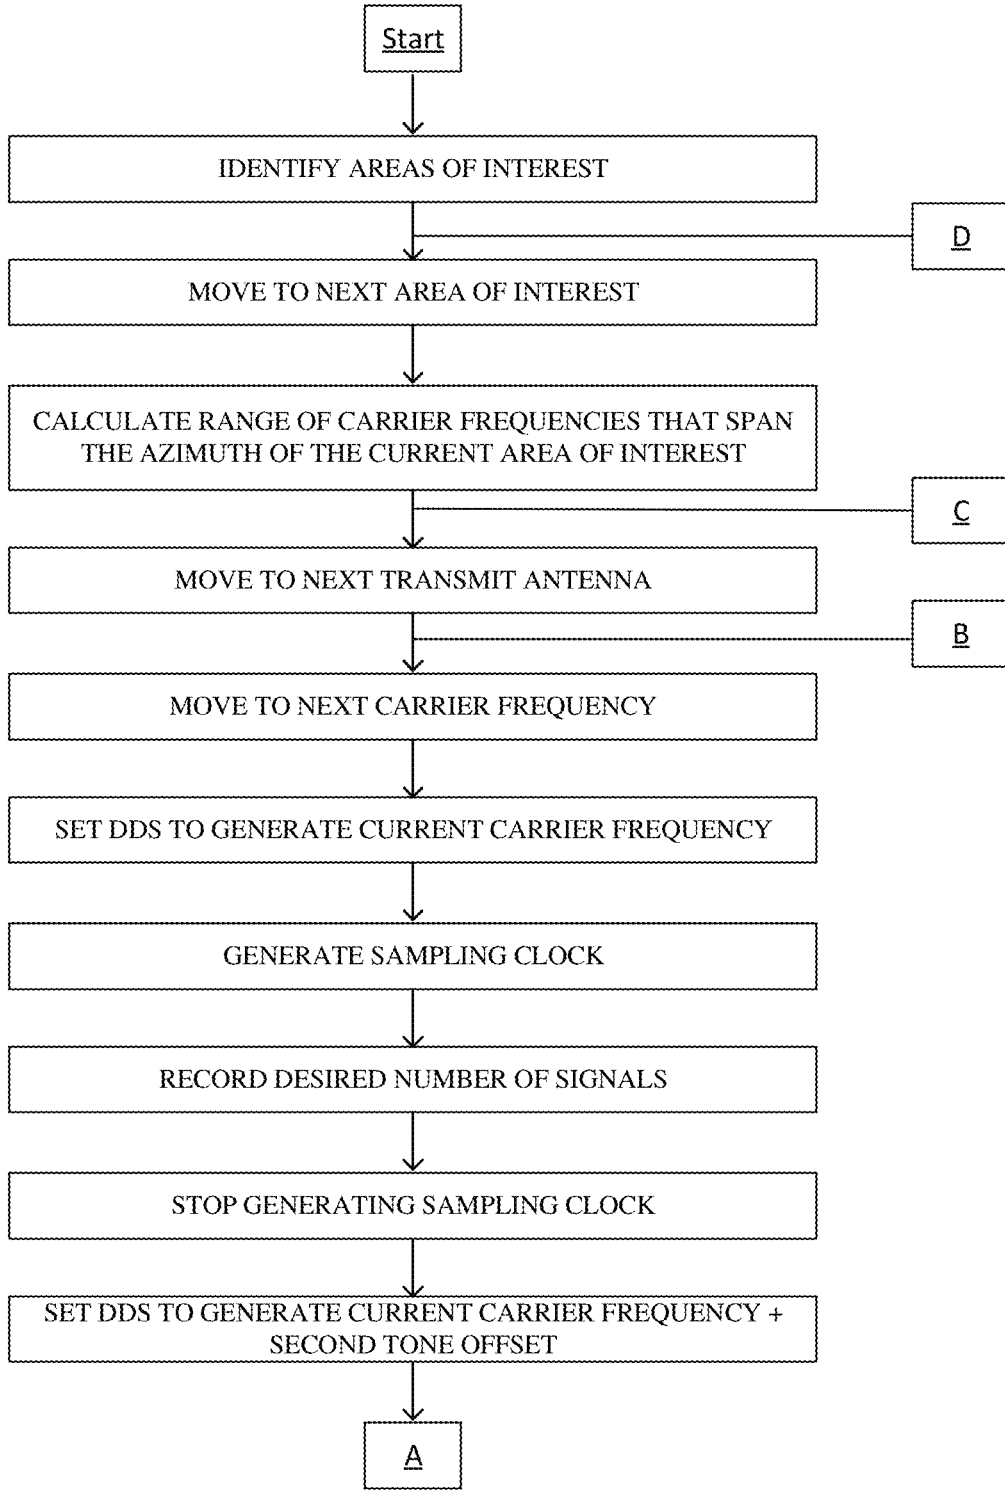 Start
IDENTIFY AREAS OF INTEREST
D
MOVE TO NEXT AREA OF INTEREST
CALCULATE RANGE OF CARRIER FREQUENCIES THAT SPAN
THE AZIMUTH OF THE CURRENT AREA OF INTEREST
C
MOVE TO NEXT TRANSMIT ANTENNA
B
MOVE TO NEXT CARRIER FREQUENCY
SET DDS TO GENERATE CURRENT CARRIER FREQUENCY
GENERATE SAMPLING CLOCK
RECORD DESIRED NUMBER OF SIGNALS
STOP GENERATING SAMPLING CLOCK
SET DDS TO GENERATE CURRENT CARRIER FREQUENCY +
SECOND TONE OFFSET
A